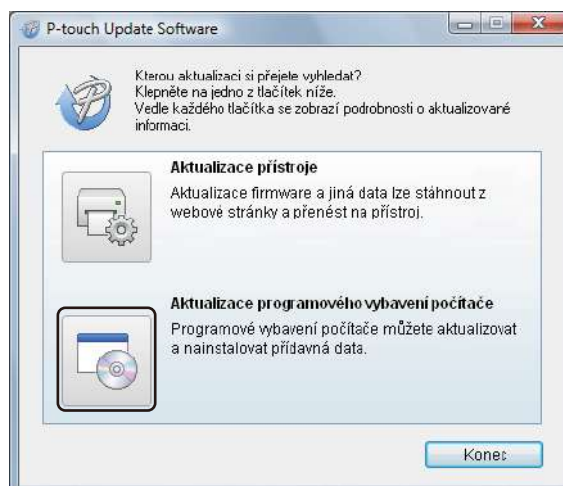 P-touch Update Software
Kterou aktualizaci si přejete vyhledat?
Klepněte na jedno z tlačítek níže.
Vedle každého tlačítka se zobrazí podrobnosti o aktualizované
informaci.
Aktualizace přístroje
Aktualizace firmware a jiná data lze stáhnout z
webové stránky a přenést na přístroj.
Aktualizace programového vybavení počítače
Programové vybavení počítače můžete aktualizovat
a nainstalovat přídavná data.
Konec